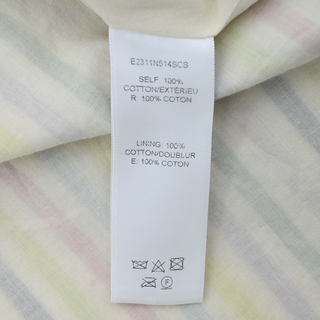 E2311N514SCS
SELF: 100%
COTTON/EXTÉRIEU
R: 100% COTON
LINING: 100%
COTTON/DOUBLUR
E: 100% COTON
F